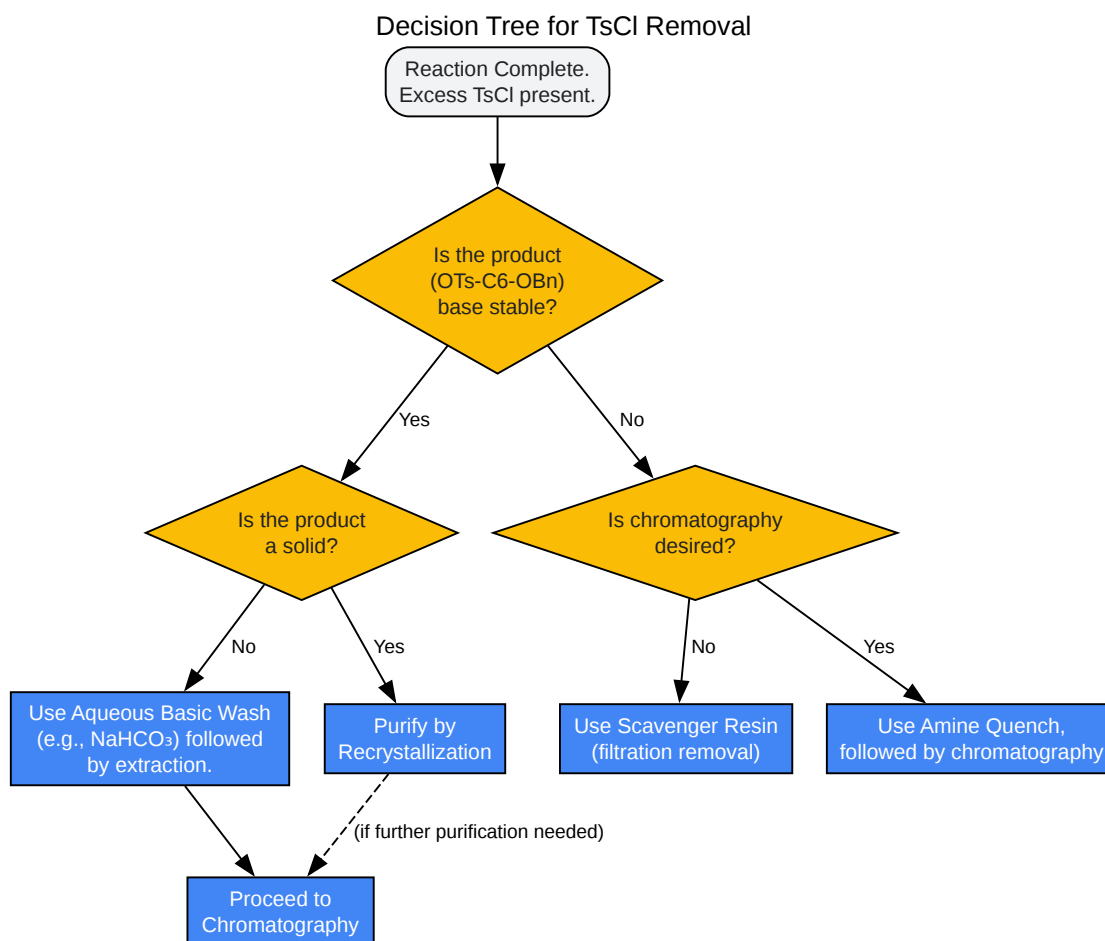 Decision Tree for TsCl Removal
Reaction Complete.
Excess TsCl present.
Is the product
(OTs-C6-OBn)
base stable?
Yes
No
Is the product
a solid?
Is chromatography
desired?
No
Yes
No
Yes
Use Aqueous Basic Wash
(e.g., NaHCO₃) followed
by extraction.
Purify by
Recrystallization
Use Scavenger Resin
(filtration removal)
Use Amine Quench,
followed by chromatography
(if further purification needed)
Proceed to
Chromatography